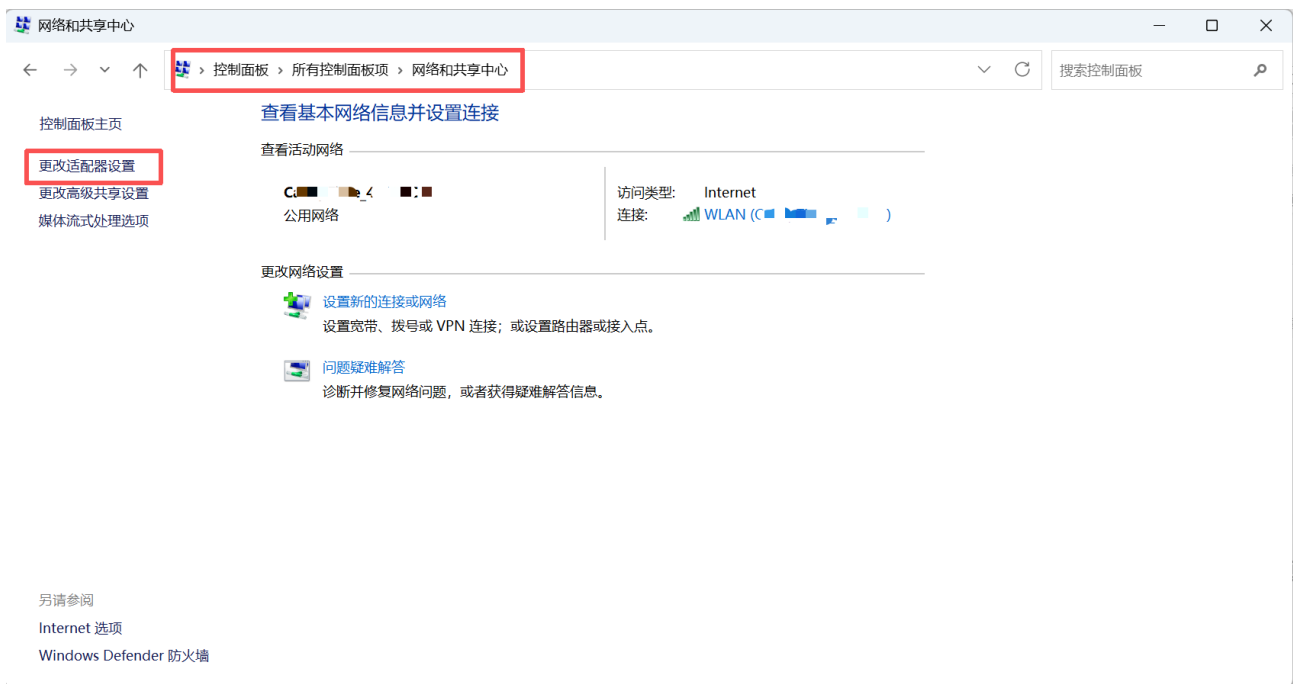 网络和共享中心
控制面板 › 所有控制面板项 › 网络和共享中心
搜索控制面板
控制面板主页
更改适配器设置
更改高级共享设置
媒体流式处理选项
查看基本网络信息并设置连接
查看活动网络
公用网络
访问类型: Internet
连接: WLAN
更改网络设置
设置新的连接或网络
设置宽带、拨号或 VPN 连接；或设置路由器或接入点。
问题疑难解答
诊断并修复网络问题，或者获得疑难解答信息。
另请参阅
Internet 选项
Windows Defender 防火墙